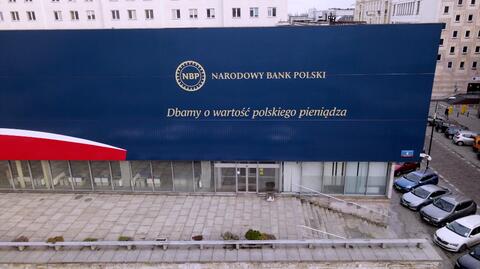 NBP
NARODOWY BANK POLSKI
Dbamy o wartość polskiego pieniądza